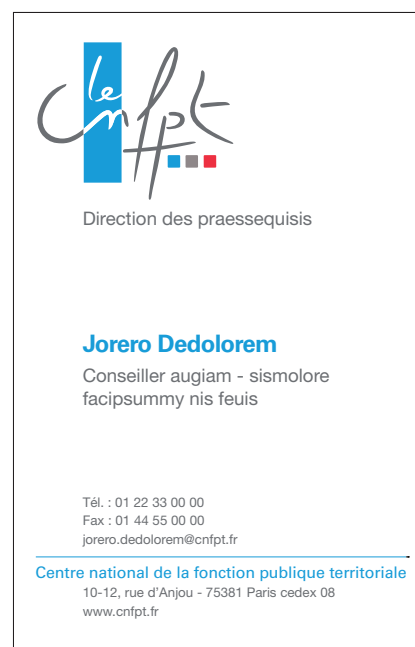 le
cnfpt
Direction des praessequisis
Jorero Dedolorem
Conseiller augiam - sismolore
facipsummy nis feuis
Tél. : 01 22 33 00 00
Fax : 01 44 55 00 00
jorero.dedolorem@cnfpt.fr
Centre national de la fonction publique territoriale
10-12, rue d’Anjou - 75381 Paris cedex 08
www.cnfpt.fr